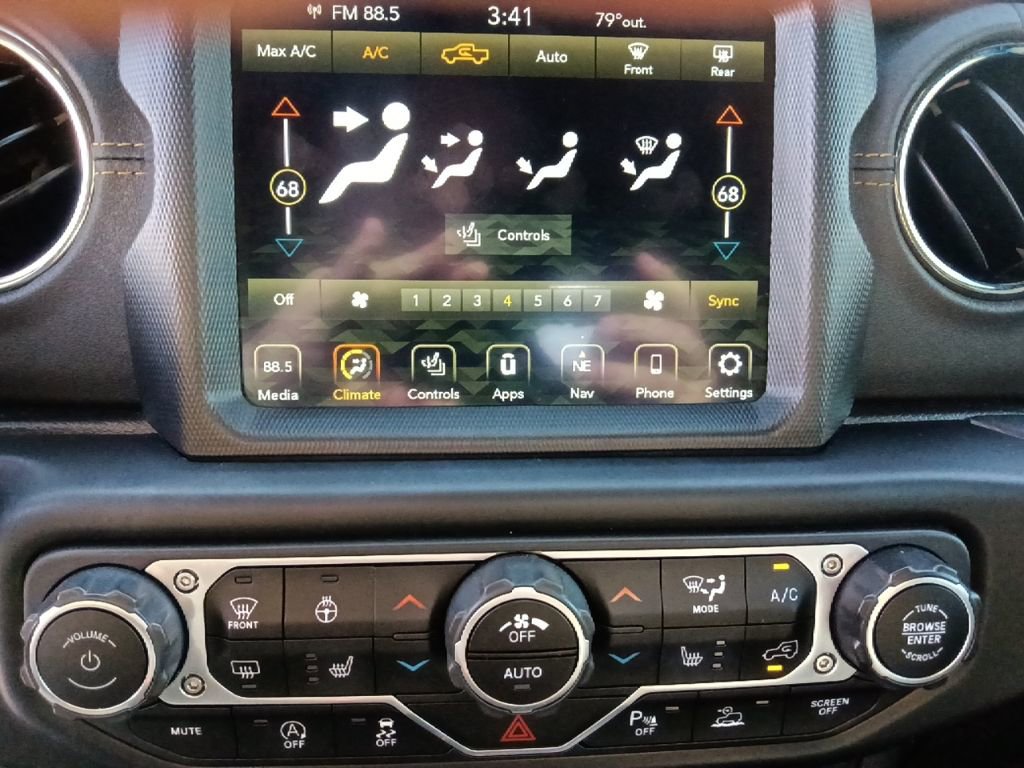 FM 88.5 3:41 79°out.
Max A/C A/C Auto Front Rear
68 68
Controls
Off 1 2 3 4 5 6 7 Sync
88.5 NE
Media Climate Controls Apps Nav Phone Settings
VOLUME
FRONT
OFF
AUTO
MODE
A/C
TUNE
BROWSE
ENTER
SCROLL
MUTE
A
OFF
OFF
P
OFF
SCREEN
OFF